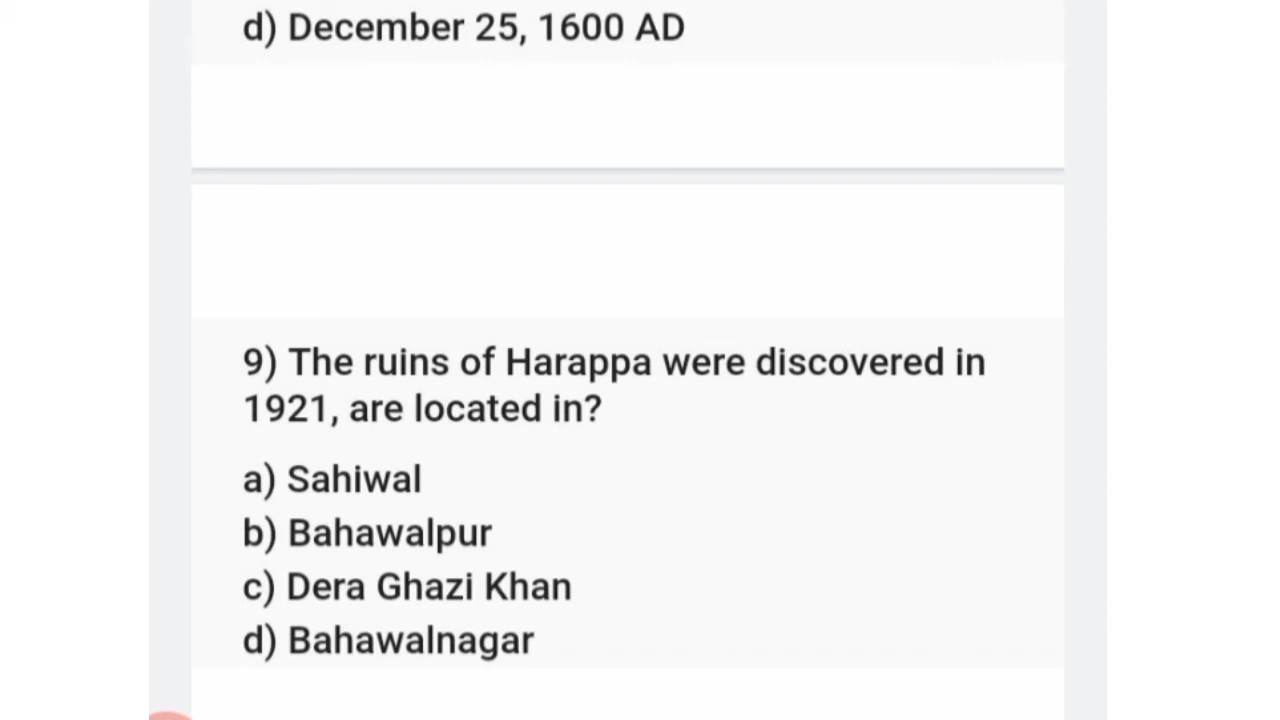 d) December 25, 1600 AD
9) The ruins of Harappa were discovered in
1921, are located in?
a) Sahiwal
b) Bahawalpur
c) Dera Ghazi Khan
d) Bahawalnagar